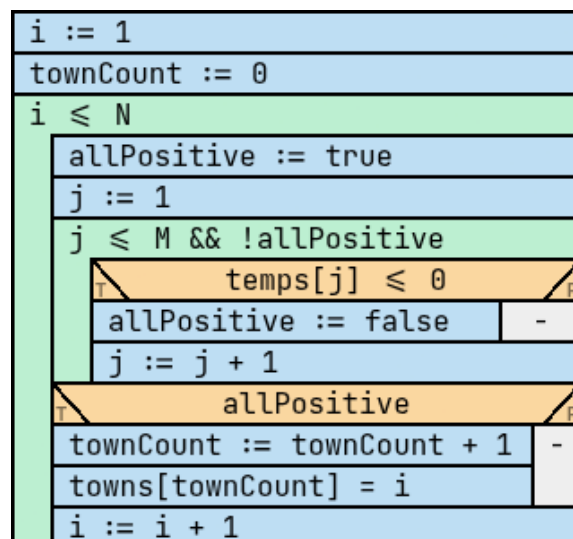 i := 1
townCount := 0
i ⩽ N
allPositive := true
j := 1
j ⩽ M && !allPositive
T temps[j] ⩽ 0 F
allPositive := false -
j := j + 1
T allPositive F
townCount := townCount + 1 -
towns[townCount] = i
i := i + 1